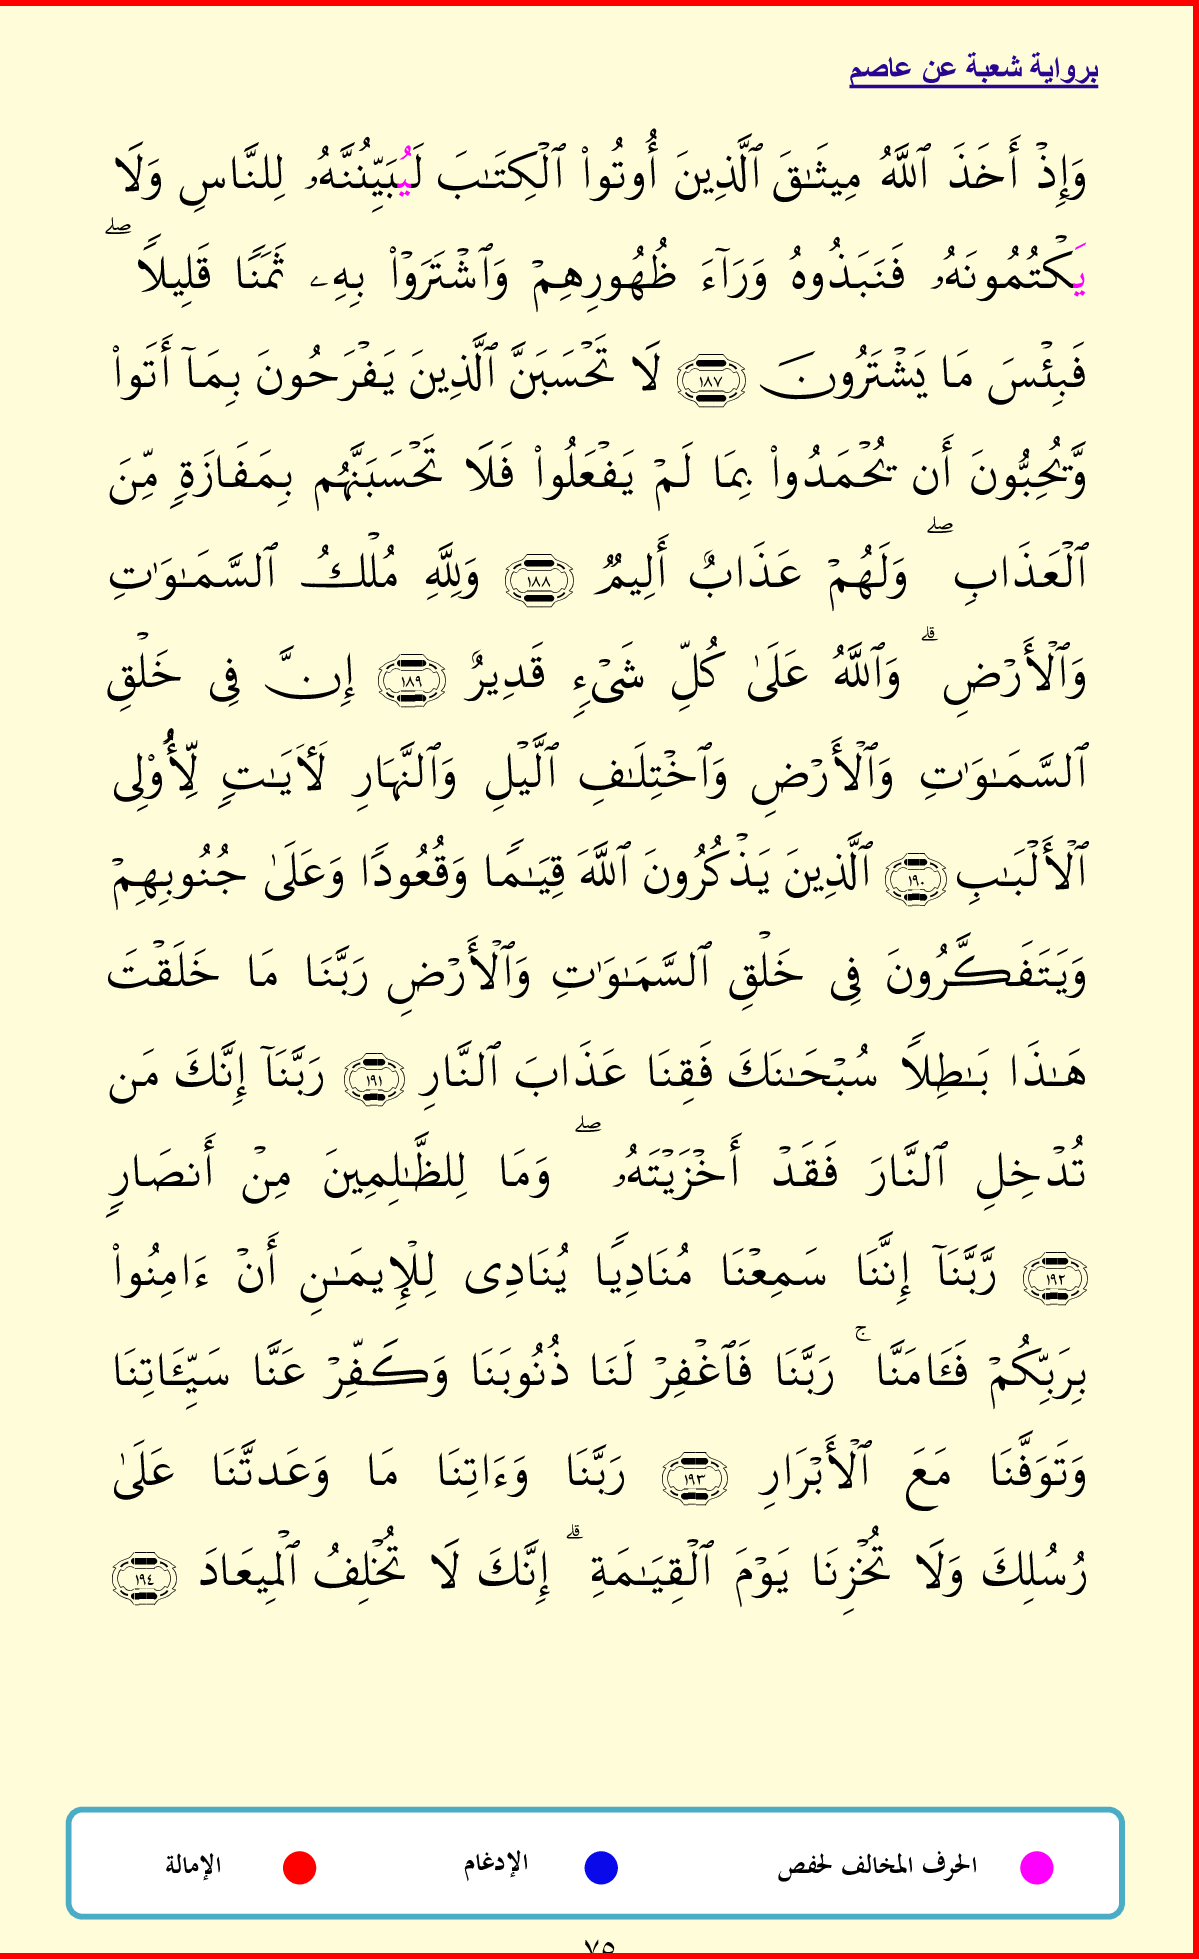 برواية شعبة عن عاصم
وَإِذْ أَخَذَ ٱللَّهُ مِيثَٰقَ ٱلَّذِينَ أُوتُوا۟ ٱلْكِتَٰبَ لَيُبَيِّنُنَّهُۥ لِلنَّاسِ وَلَا
يَكْتُمُونَهُۥ فَنَبَذُوهُ وَرَآءَ ظُهُورِهِمْ وَٱشْتَرَوْا۟ بِهِۦ ثَمَنًا قَلِيلًا ۖ
فَبِئْسَ مَا يَشْتَرُونَ ١٨٧ لَا تَحْسَبَنَّ ٱلَّذِينَ يَفْرَحُونَ بِمَآ أَتَوا۟
وَّيُحِبُّونَ أَن يُحْمَدُوا۟ بِمَا لَمْ يَفْعَلُوا۟ فَلَا تَحْسَبَنَّهُم بِمَفَازَةٍ مِّنَ
ٱلْعَذَابِ ۖ وَلَهُمْ عَذَابٌ أَلِيمٌ ١٨٨ وَلِلَّهِ مُلْكُ ٱلسَّمَٰوَٰتِ
وَٱلْأَرْضِ ۗ وَٱللَّهُ عَلَىٰ كُلِّ شَىْءٍ قَدِيرٌ ١٨٩ إِنَّ فِى خَلْقِ
ٱلسَّمَٰوَٰتِ وَٱلْأَرْضِ وَٱخْتِلَٰفِ ٱلَّيْلِ وَٱلنَّهَارِ لَـَٔايَٰتٍ لِّأُو۟لِى
ٱلْأَلْبَٰبِ ١٩٠ ٱلَّذِينَ يَذْكُرُونَ ٱللَّهَ قِيَٰمًا وَقُعُودًا وَعَلَىٰ جُنُوبِهِمْ
وَيَتَفَكَّرُونَ فِى خَلْقِ ٱلسَّمَٰوَٰتِ وَٱلْأَرْضِ رَبَّنَا مَا خَلَقْتَ
هَٰذَا بَٰطِلًا سُبْحَٰنَكَ فَقِنَا عَذَابَ ٱلنَّارِ ١٩١ رَبَّنَآ إِنَّكَ مَن
تُدْخِلِ ٱلنَّارَ فَقَدْ أَخْزَيْتَهُۥ ۖ وَمَا لِلظَّٰلِمِينَ مِنْ أَنصَارٍ
١٩٢ رَّبَّنَآ إِنَّنَا سَمِعْنَا مُنَادِيًا يُنَادِى لِلْإِيمَٰنِ أَنْ ءَامِنُوا۟
بِرَبِّكُمْ فَـَٔامَنَّا ۚ رَبَّنَا فَٱغْفِرْ لَنَا ذُنُوبَنَا وَكَفِّرْ عَنَّا سَيِّـَٔاتِنَا
وَتَوَفَّنَا مَعَ ٱلْأَبْرَارِ ١٩٣ رَبَّنَا وَءَاتِنَا مَا وَعَدتَّنَا عَلَىٰ
رُسُلِكَ وَلَا تُخْزِنَا يَوْمَ ٱلْقِيَٰمَةِ ۗ إِنَّكَ لَا تُخْلِفُ ٱلْمِيعَادَ ١٩٤
الحرف المخالف لحفص الإدغام الإمالة
٧٥